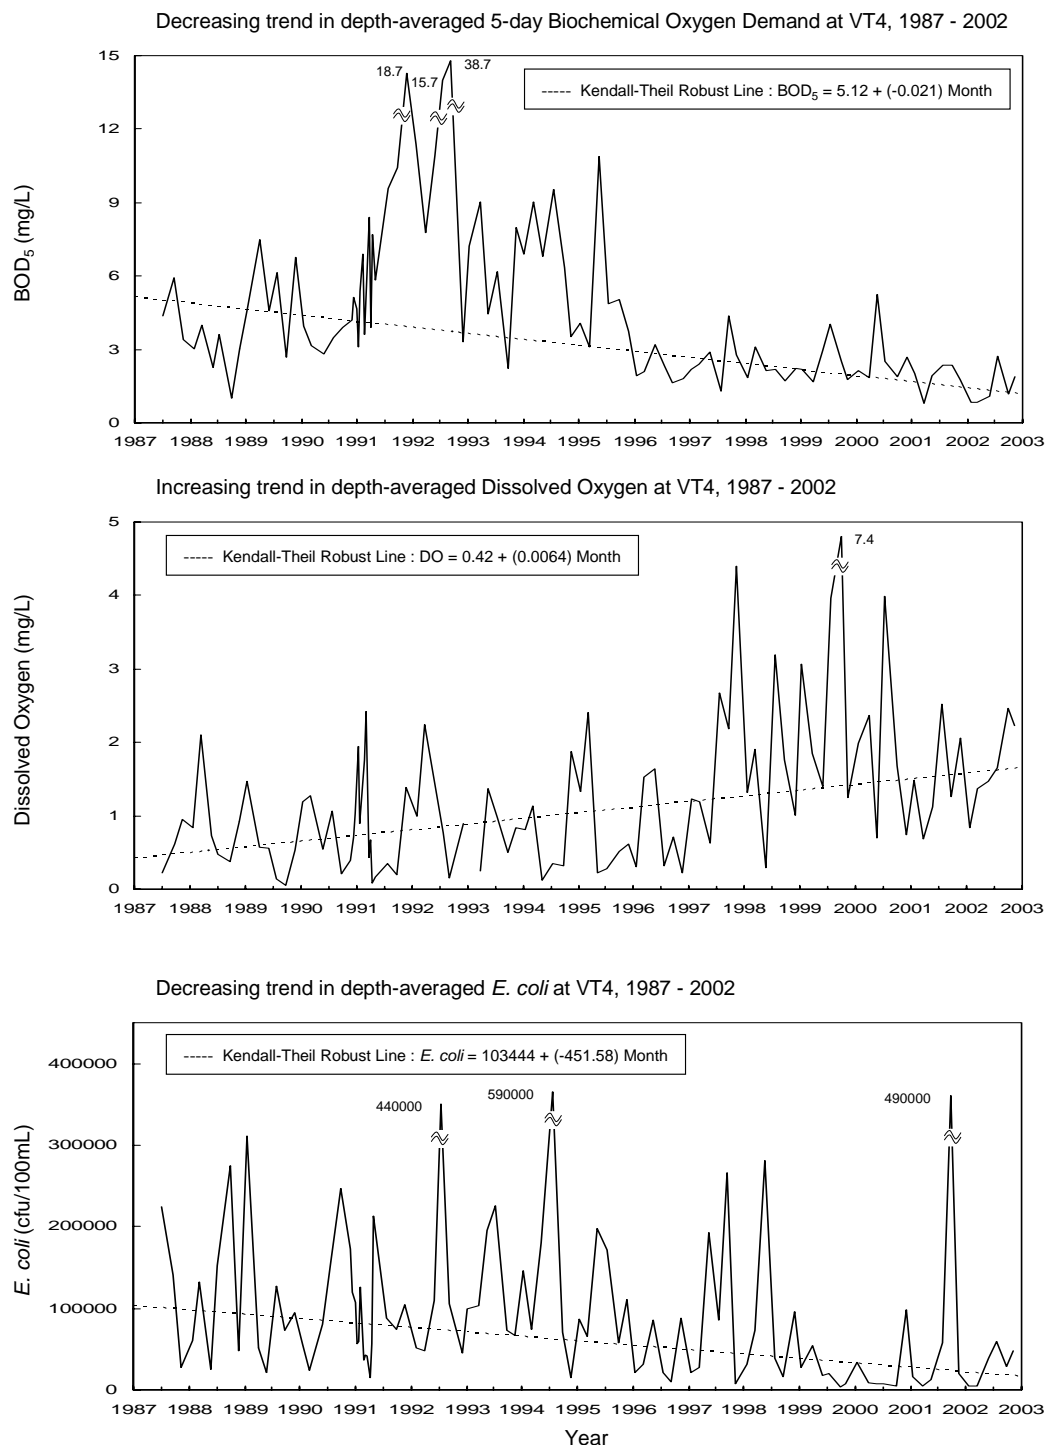 Decreasing trend in depth-averaged 5-day Biochemical Oxygen Demand at VT4, 1987 - 2002
15
12
9
6
3
0
BOD5 (mg/L)
18.7
15.7
38.7
----- Kendall-Theil Robust Line : BOD5 = 5.12 + (-0.021) Month
1987 1988 1989 1990 1991 1992 1993 1994 1995 1996 1997 1998 1999 2000 2001 2002 2003
Increasing trend in depth-averaged Dissolved Oxygen at VT4, 1987 - 2002
5
4
3
2
1
0
Dissolved Oxygen (mg/L)
----- Kendall-Theil Robust Line : DO = 0.42 + (0.0064) Month
7.4
1987 1988 1989 1990 1991 1992 1993 1994 1995 1996 1997 1998 1999 2000 2001 2002 2003
Decreasing trend in depth-averaged E. coli at VT4, 1987 - 2002
400000
300000
200000
100000
0
E. coli (cfu/100mL)
----- Kendall-Theil Robust Line : E. coli = 103444 + (-451.58) Month
440000
590000
490000
1987 1988 1989 1990 1991 1992 1993 1994 1995 1996 1997 1998 1999 2000 2001 2002 2003
Year